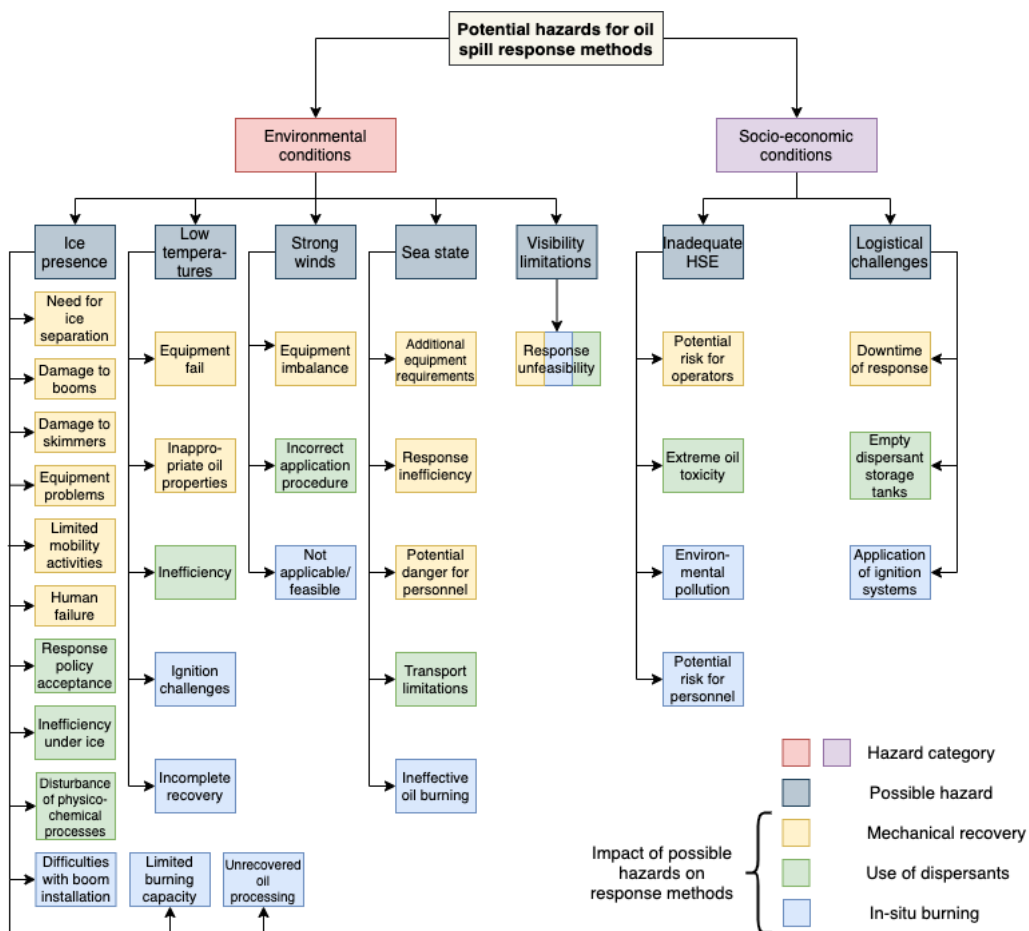 Potential hazards for oil
spill response methods
Environmental
conditions
Socio-economic
conditions
Ice
presence
Low
tempera-
tures
Strong
winds
Sea state
Visibility
limitations
Inadequate
HSE
Logistical
challenges
Need for
ice
separation
Damage to
booms
Damage to
skimmers
Equipment
problems
Limited
mobility
activities
Human
failure
Response
policy
acceptance
Inefficiency
under ice
Disturbance
of physico-
chemical
processes
Difficulties
with boom
installation
Limited
burning
capacity
Unrecovered
oil
processing
Equipment
fail
Inappro-
priate oil
properties
Inefficiency
Ignition
challenges
Incomplete
recovery
Equipment
imbalance
Incorrect
application
procedure
Not
applicable/
feasible
Additional
equipment
requirements
Response
inefficiency
Potential
danger for
personnel
Transport
limitations
Ineffective
oil burning
Response
unfeasibility
Potential
risk for
operators
Extreme oil
toxicity
Environ-
mental
pollution
Potential
risk for
personnel
Downtime
of response
Empty
dispersant
storage
tanks
Application
of ignition
systems
Hazard category
Possible hazard
Impact of possible
hazards on
response methods
Mechanical recovery
Use of dispersants
In-situ burning